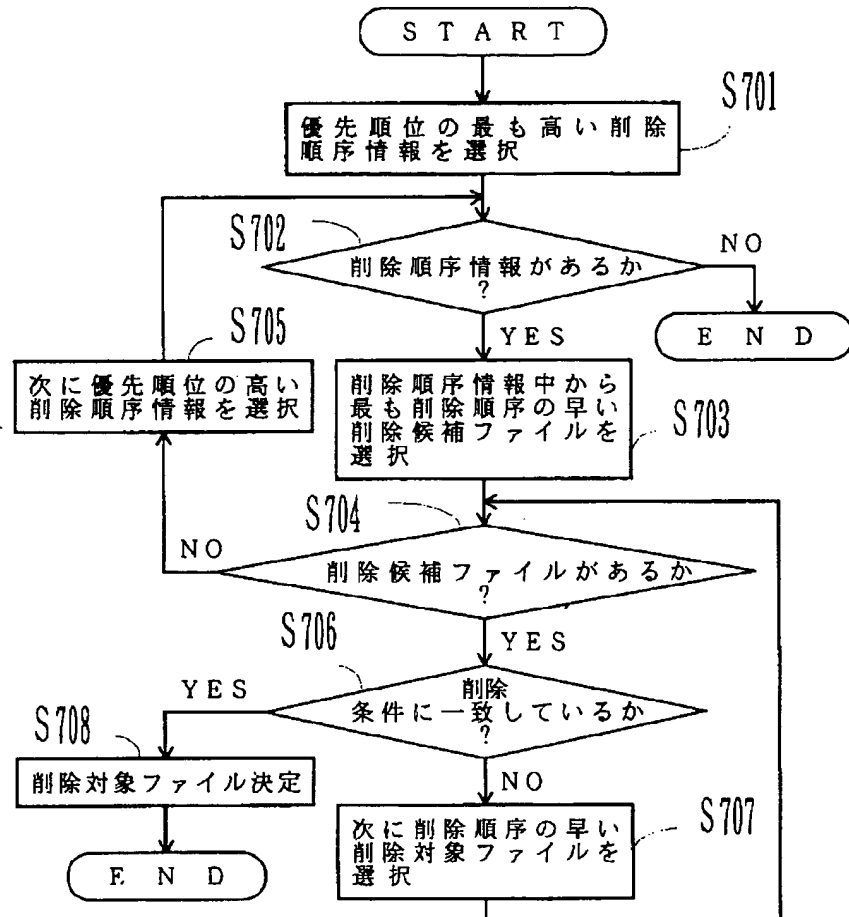 START
S701
優先順位の最も高い削除
順序情報を選択
S702
削除順序情報があるか
?
NO
YES
END
S705
次に優先順位の高い
削除順序情報を選択
削除順序情報中から
最も削除順序の早い
削除候補ファイルを
選択
S703
S704
NO
削除候補ファイルがあるか
?
YES
S706
YES
削除
条件に一致しているか
?
NO
S708
削除対象ファイル決定
END
次に削除順序の早い
削除対象ファイルを
選択
S707